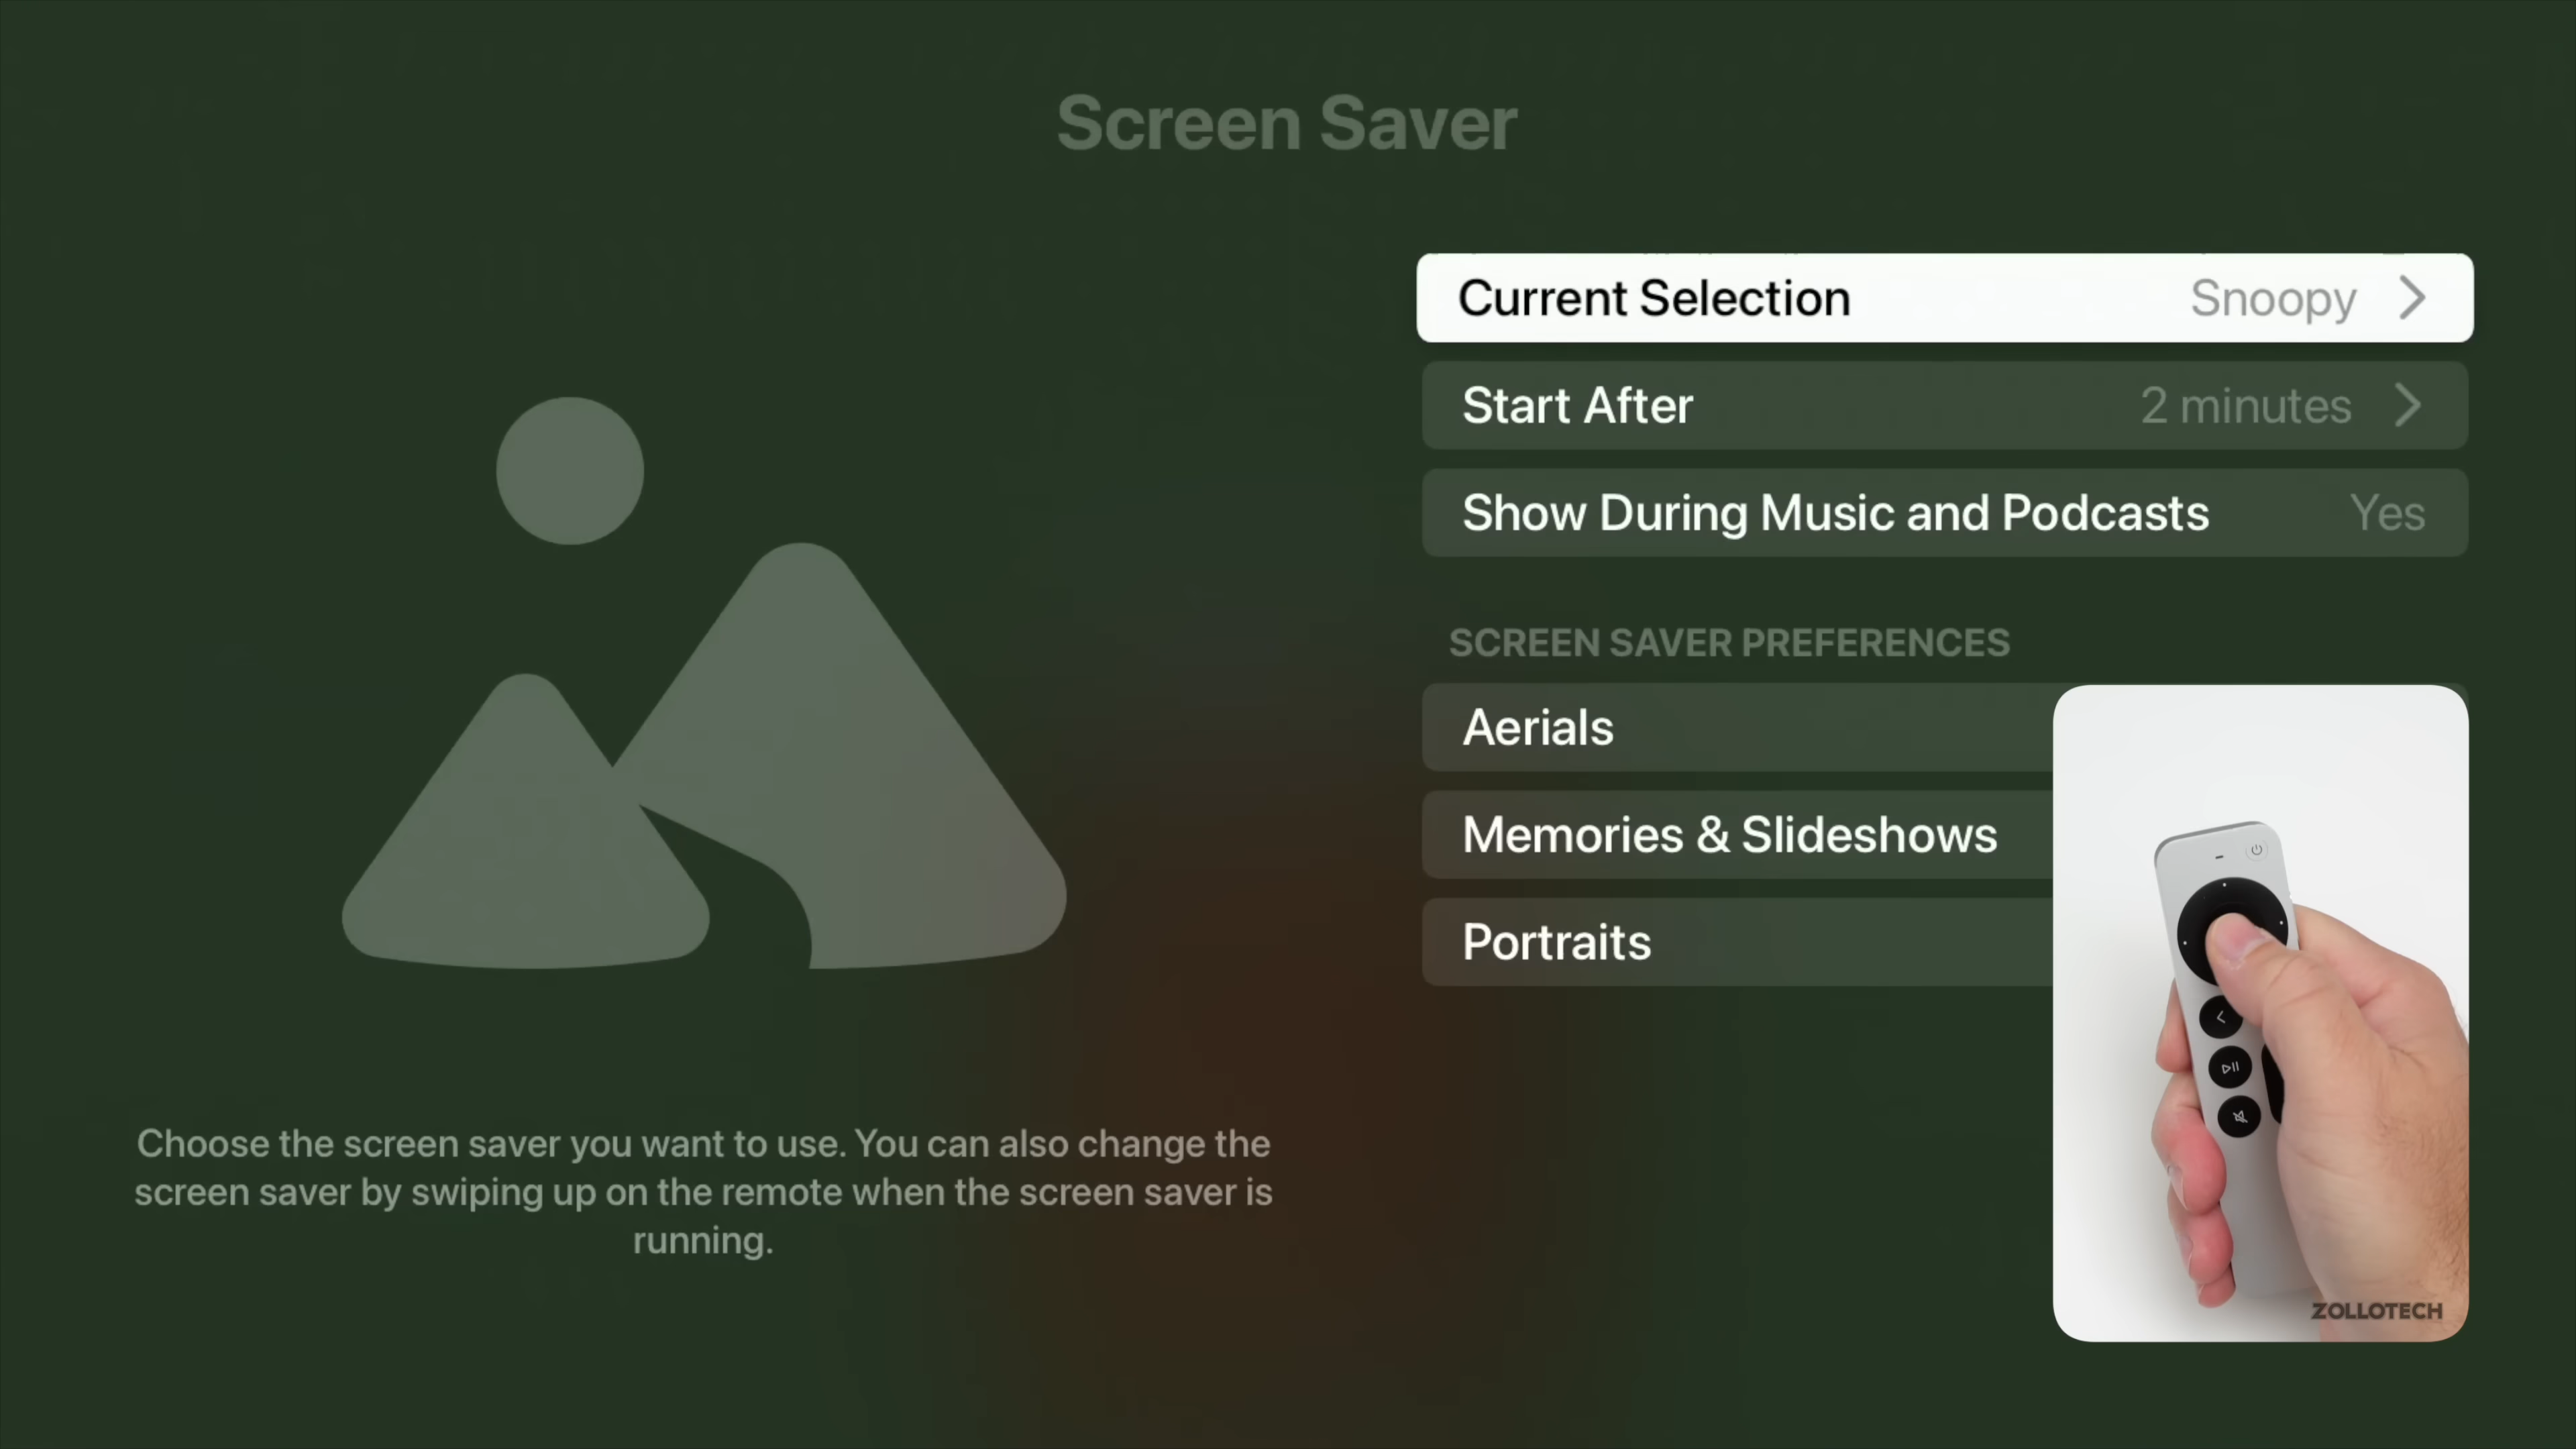 Screen Saver
Current Selection Snoopy
Start After 2 minutes
Show During Music and Podcasts Yes
SCREEN SAVER PREFERENCES
Aerials
Memories & Slideshows
Portraits
Choose the screen saver you want to use. You can also change the
screen saver by swiping up on the remote when the screen saver is
running.
ZOLLOTECH